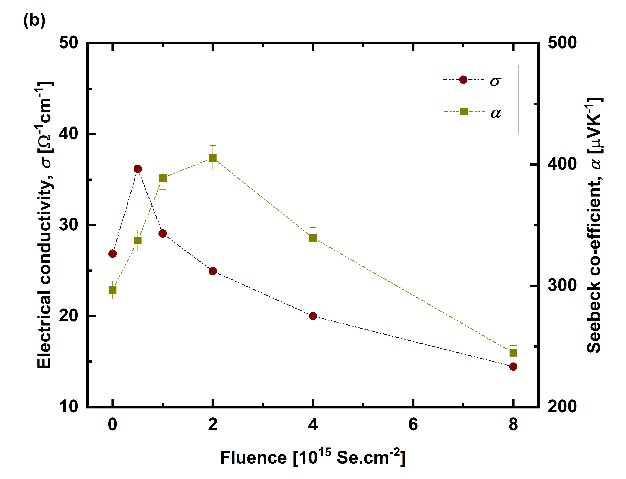 (b)
50
40
30
20
10
Electrical conductivity, σ [Ω⁻¹cm⁻¹]
500
400
300
200
Seebeck co-efficient, α [μVK⁻¹]
σ
α
0 2 4 6 8
Fluence [10¹⁵ Se.cm⁻²]